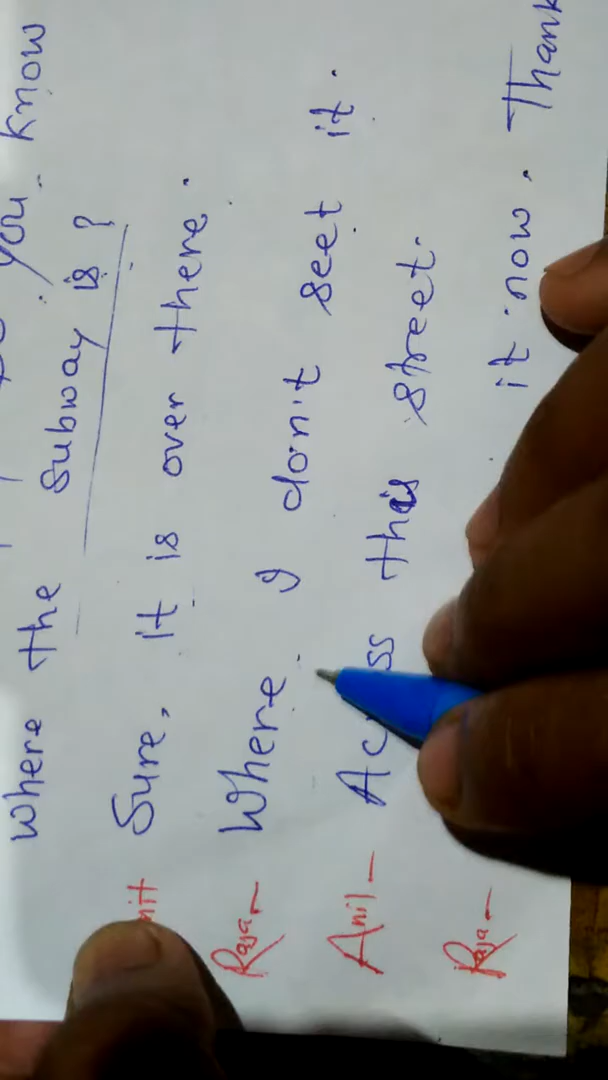 you know
where the subway is?
nit Sure, it is over there.
Raja - Where. I don't seet it.
Anil - Ac ss this street.
Raja - it now. Thank